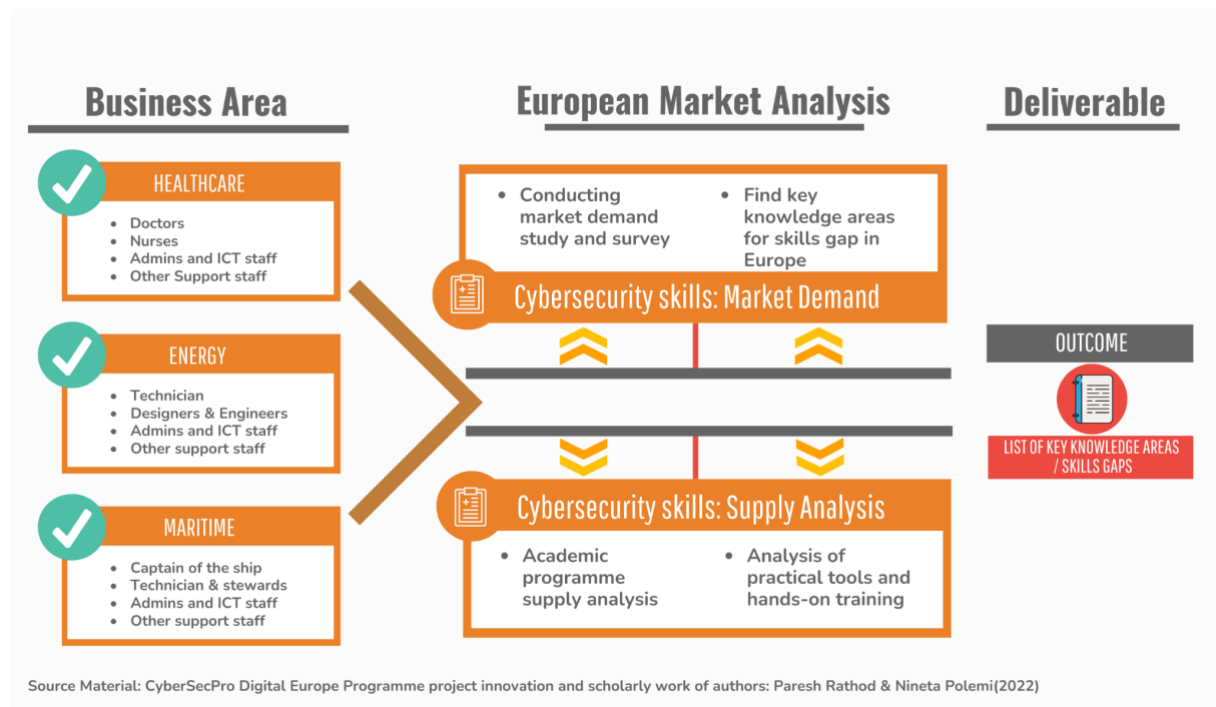 Business Area
European Market Analysis
Deliverable
HEALTHCARE
• Doctors
• Nurses
• Admins and ICT staff
• Other Support staff
ENERGY
• Technician
• Designers & Engineers
• Admins and ICT staff
• Other support staff
MARITIME
• Captain of the ship
• Technician & stewards
• Admins and ICT staff
• Other support staff
• Conducting
market demand
study and survey
• Find key
knowledge areas
for skills gap in
Europe
Cybersecurity skills: Market Demand
Cybersecurity skills: Supply Analysis
• Academic
programme
supply analysis
• Analysis of
practical tools and
hands-on training
OUTCOME
LIST OF KEY KNOWLEDGE AREAS
/ SKILLS GAPS
Source Material: CyberSecPro Digital Europe Programme project innovation and scholarly work of authors: Paresh Rathod & Nineta Polemi(2022)